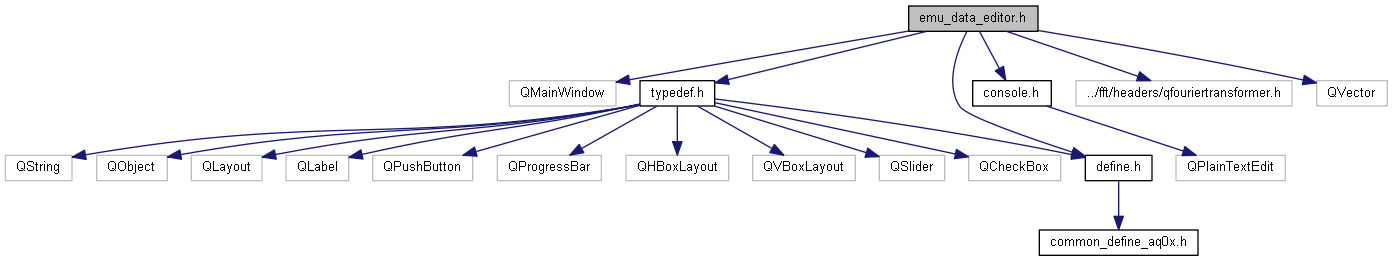 emu_data_editor.h
QMainWindow
typedef.h
console.h
../fft/headers/qfouriertransformer.h
QVector
QString
QObject
QLayout
QLabel
QPushButton
QProgressBar
QHBoxLayout
QVBoxLayout
QSlider
QCheckBox
define.h
QPlainTextEdit
common_define_aq0x.h